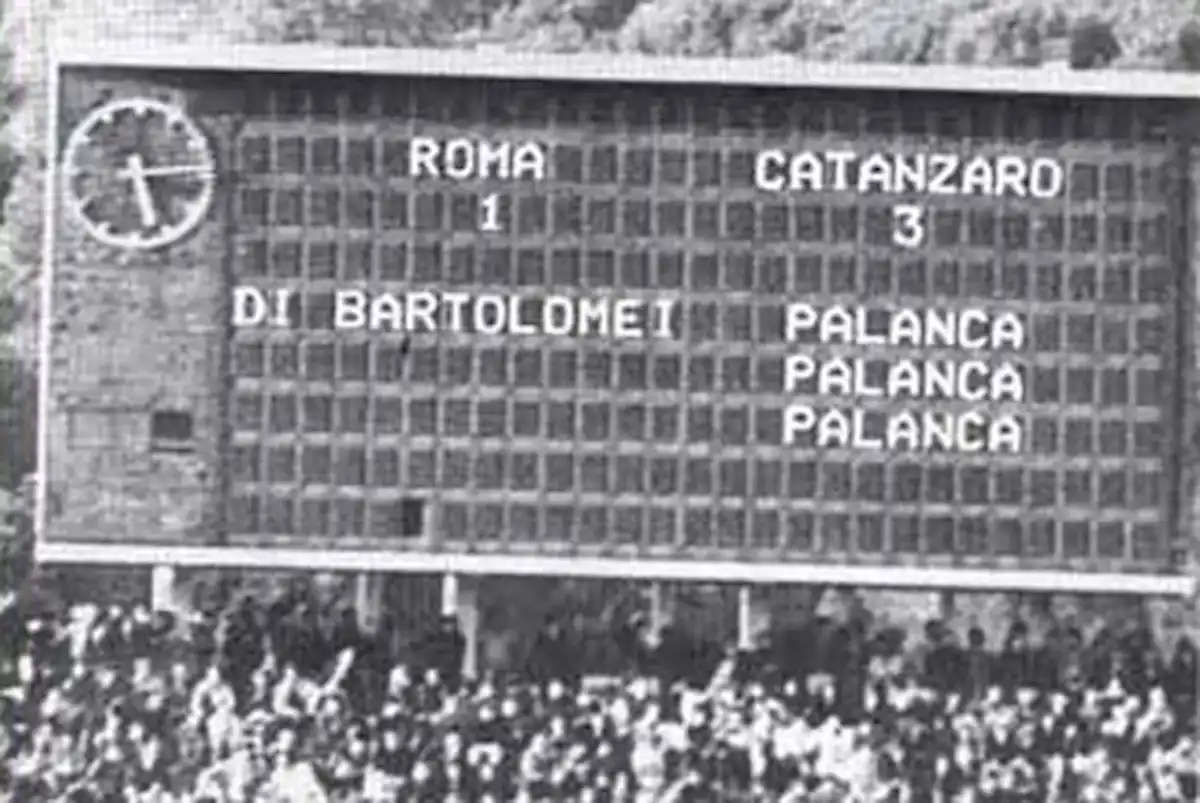 ROMA CATANZARO
1 3
DI BARTOLOMEI PALANCA
PALANCA
PALANCA